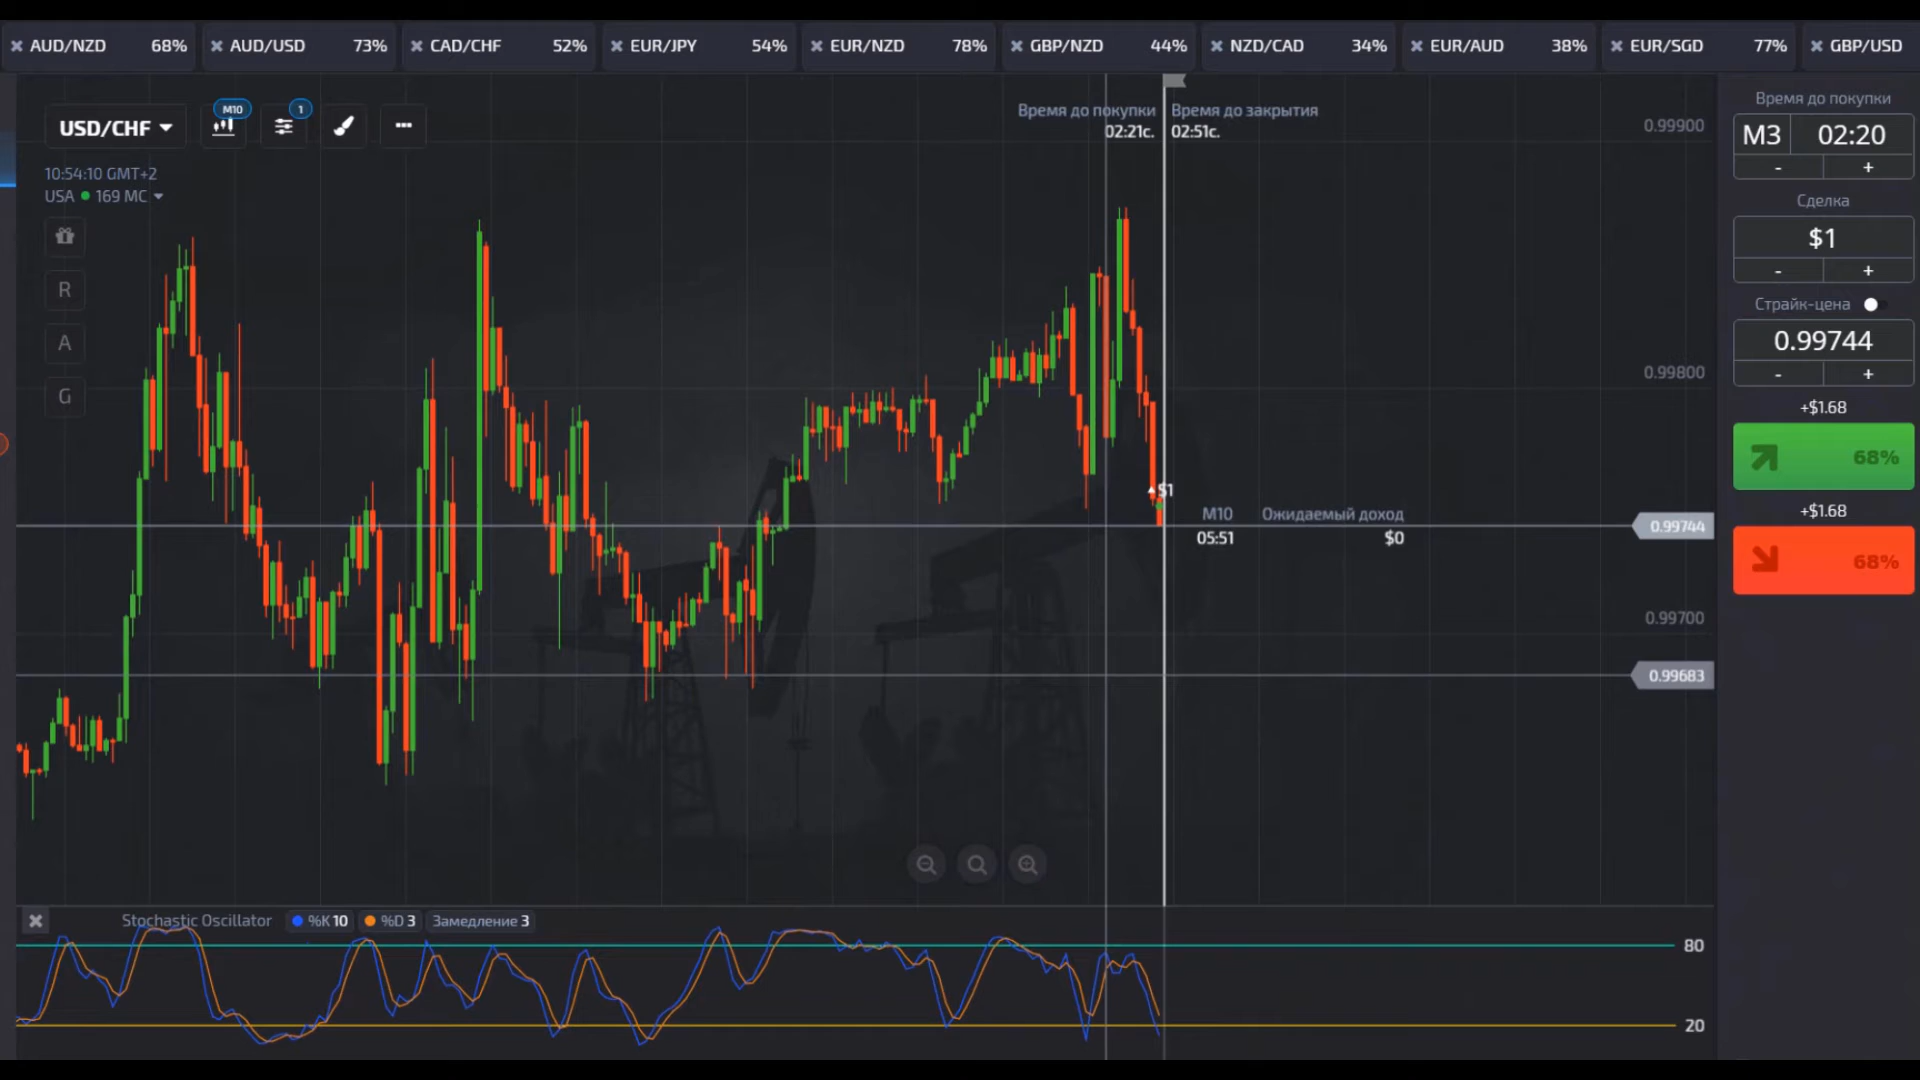 AUD/NZD 68% AUD/USD 73% CAD/CHF 52% EUR/JPY 54% EUR/NZD 78% GBP/NZD 44% NZD/CAD 34% EUR/AUD 38% EUR/SGD 77% GBP/USD
USD/CHF M10 1
10:54:10 GMT+2
USA 169 МС
R
A
G
Время до покупки
02:21с.
Время до закрытия
02:51с.
$1
M10 Ожидаемый доход
05:51 $0
0.99900
0.99800
0.99744
0.99700
0.99683
Время до покупки
M3 02:20
- +
Сделка
$1
- +
Страйк-цена
0.99744
- +
+$1.68
68%
+$1.68
68%
Stochastic Oscillator %K 10 %D 3 Замедление 3
80
20